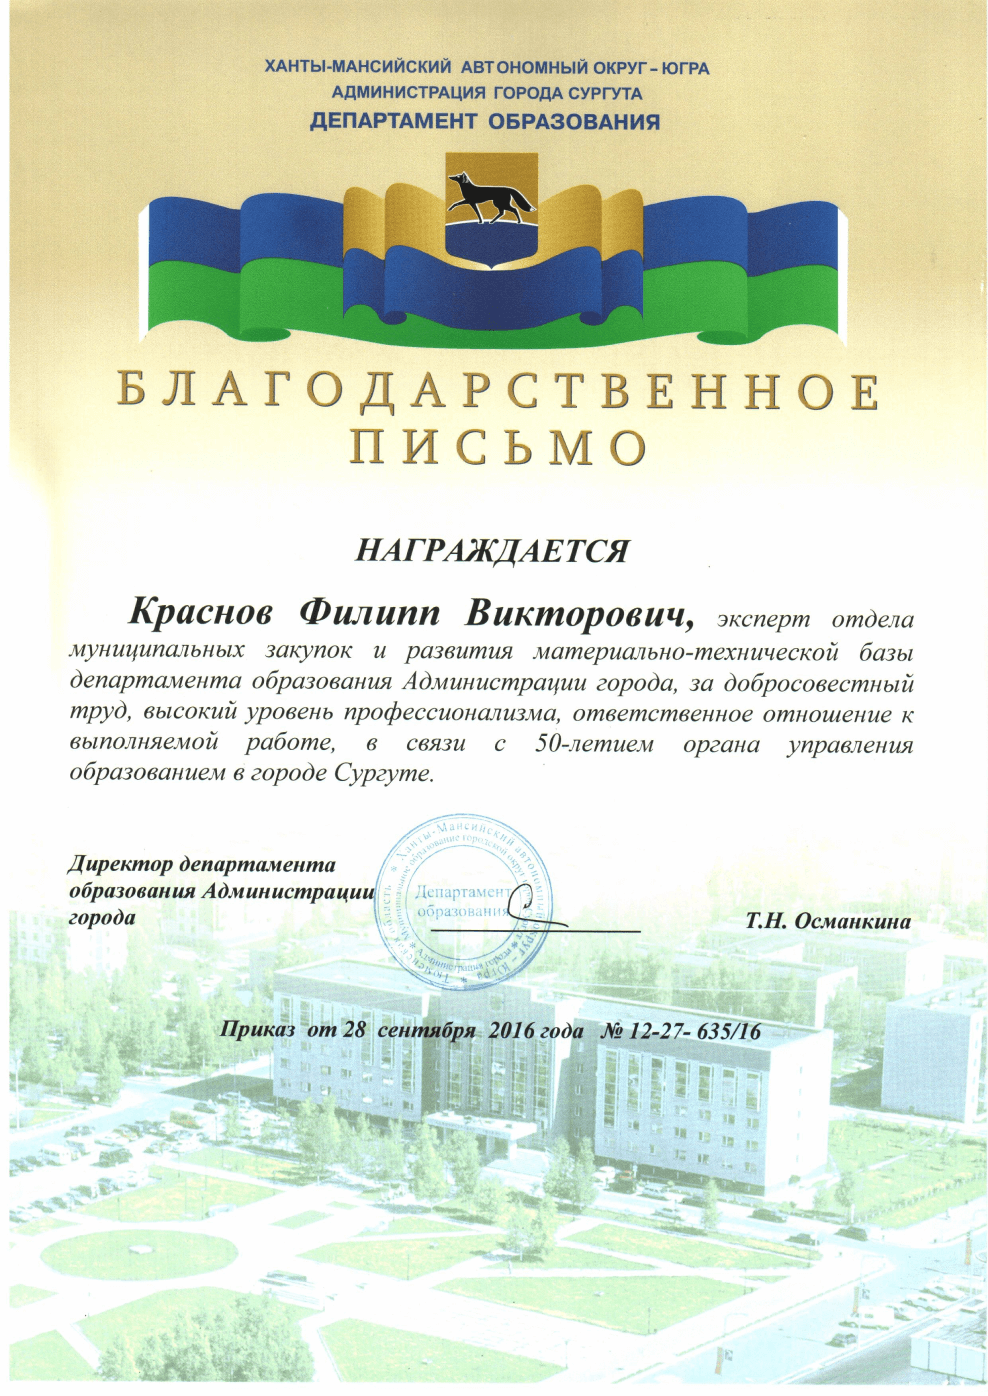 ХАНТЫ-МАНСИЙСКИЙ АВТОНОМНЫЙ ОКРУГ – ЮГРА
АДМИНИСТРАЦИЯ ГОРОДА СУРГУТА
ДЕПАРТАМЕНТ ОБРАЗОВАНИЯ
БЛАГОДАРСТВЕННОЕ
ПИСЬМО
НАГРАЖДАЕТСЯ
Краснов Филипп Викторович, эксперт отдела
муниципальных закупок и развития материально-технической базы
департамента образования Администрации города, за добросовестный
труд, высокий уровень профессионализма, ответственное отношение к
выполняемой работе, в связи с 50-летием органа управления
образованием в городе Сургуте.
Директор департамента
образования Администрации
города
Т.Н. Османкина
Департамент
образования
Ханты-Мансийский автономный округ – Югра * Тюменская область *
Муниципальное образование городской округ * Администрация города *
Приказ от 28 сентября 2016 года № 12-27- 635/16